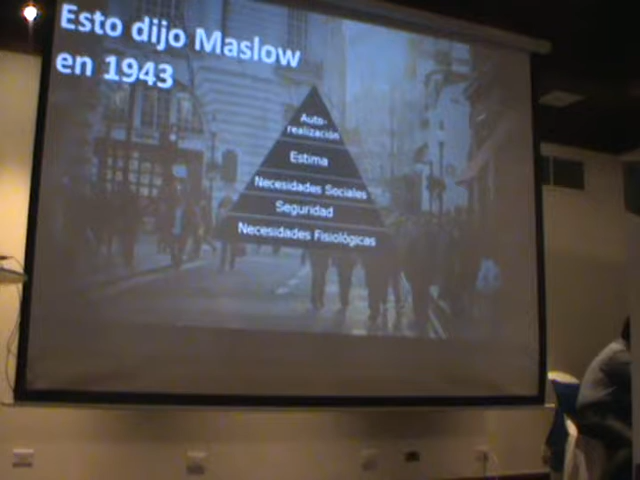 Esto dijo Maslow
en 1943
Auto-
realización
Estima
Necesidades Sociales
Seguridad
Necesidades Fisiológicas